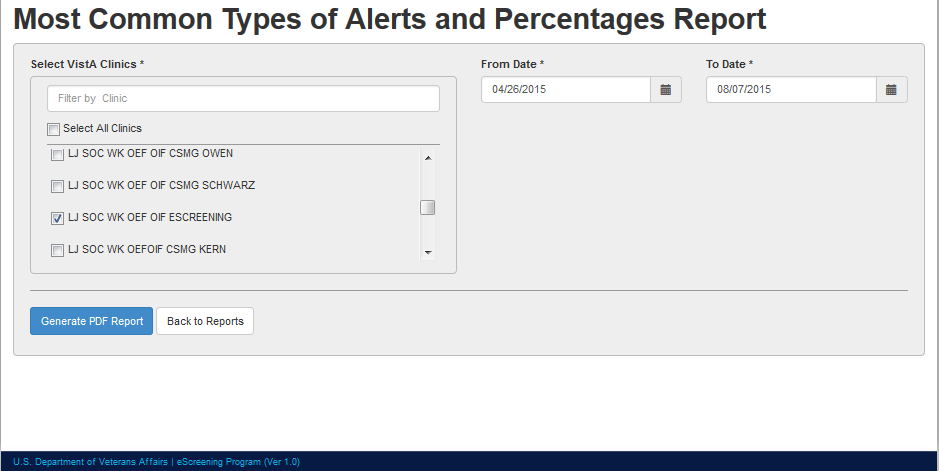 Most Common Types of Alerts and Percentages Report
Select VistA Clinics *
From Date *
To Date *
Filter by Clinic
04/26/2015
08/07/2015
Select All Clinics
LJ SOC WK OEF OIF CSMG OWEN
LJ SOC WK OEF OIF CSMG SCHWARZ
LJ SOC WK OEF OIF ESCREENING
LJ SOC WK OEFOIF CSMG KERN
Generate PDF Report
Back to Reports
U.S. Department of Veterans Affairs | eScreening Program (Ver 1.0)